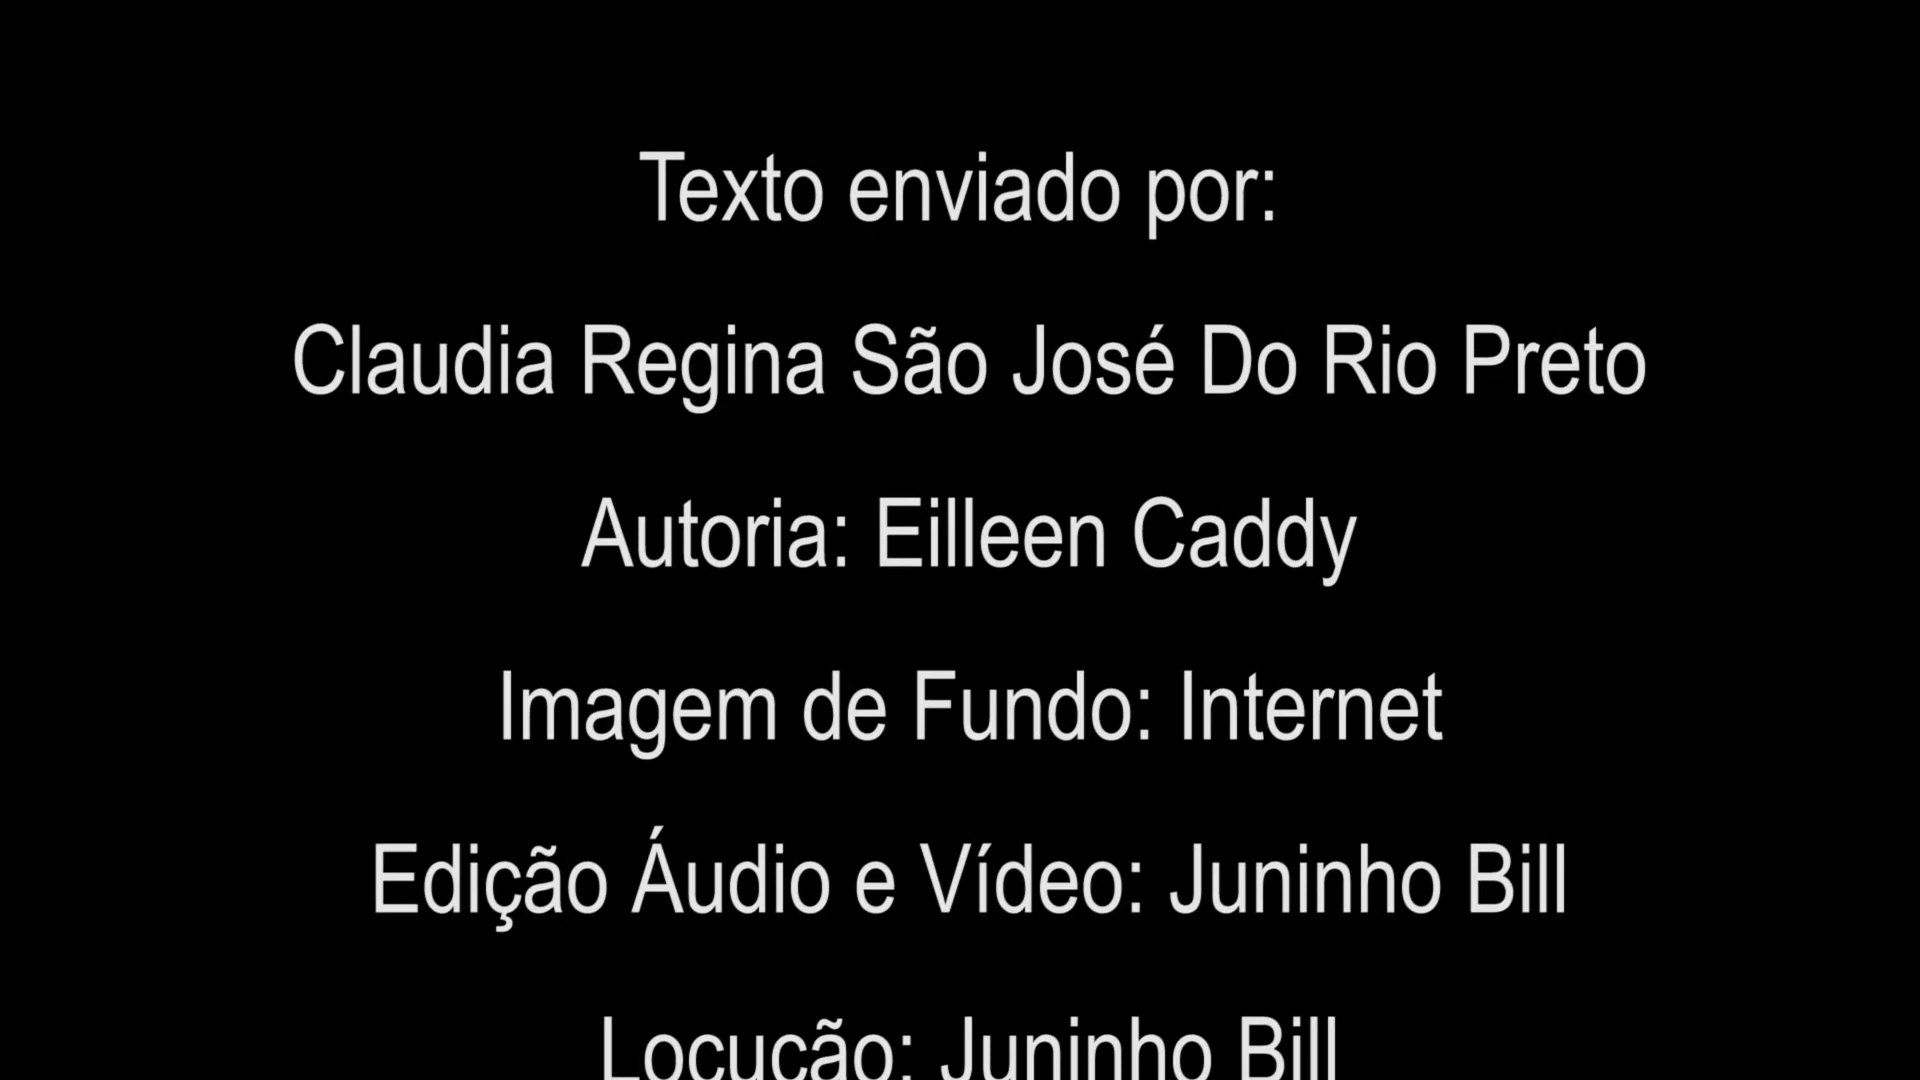 Texto enviado por:
Claudia Regina São José Do Rio Preto
Autoria: Eilleen Caddy
Imagem de Fundo: Internet
Edição Áudio e Vídeo: Juninho Bill
Locução: Juninho Bill